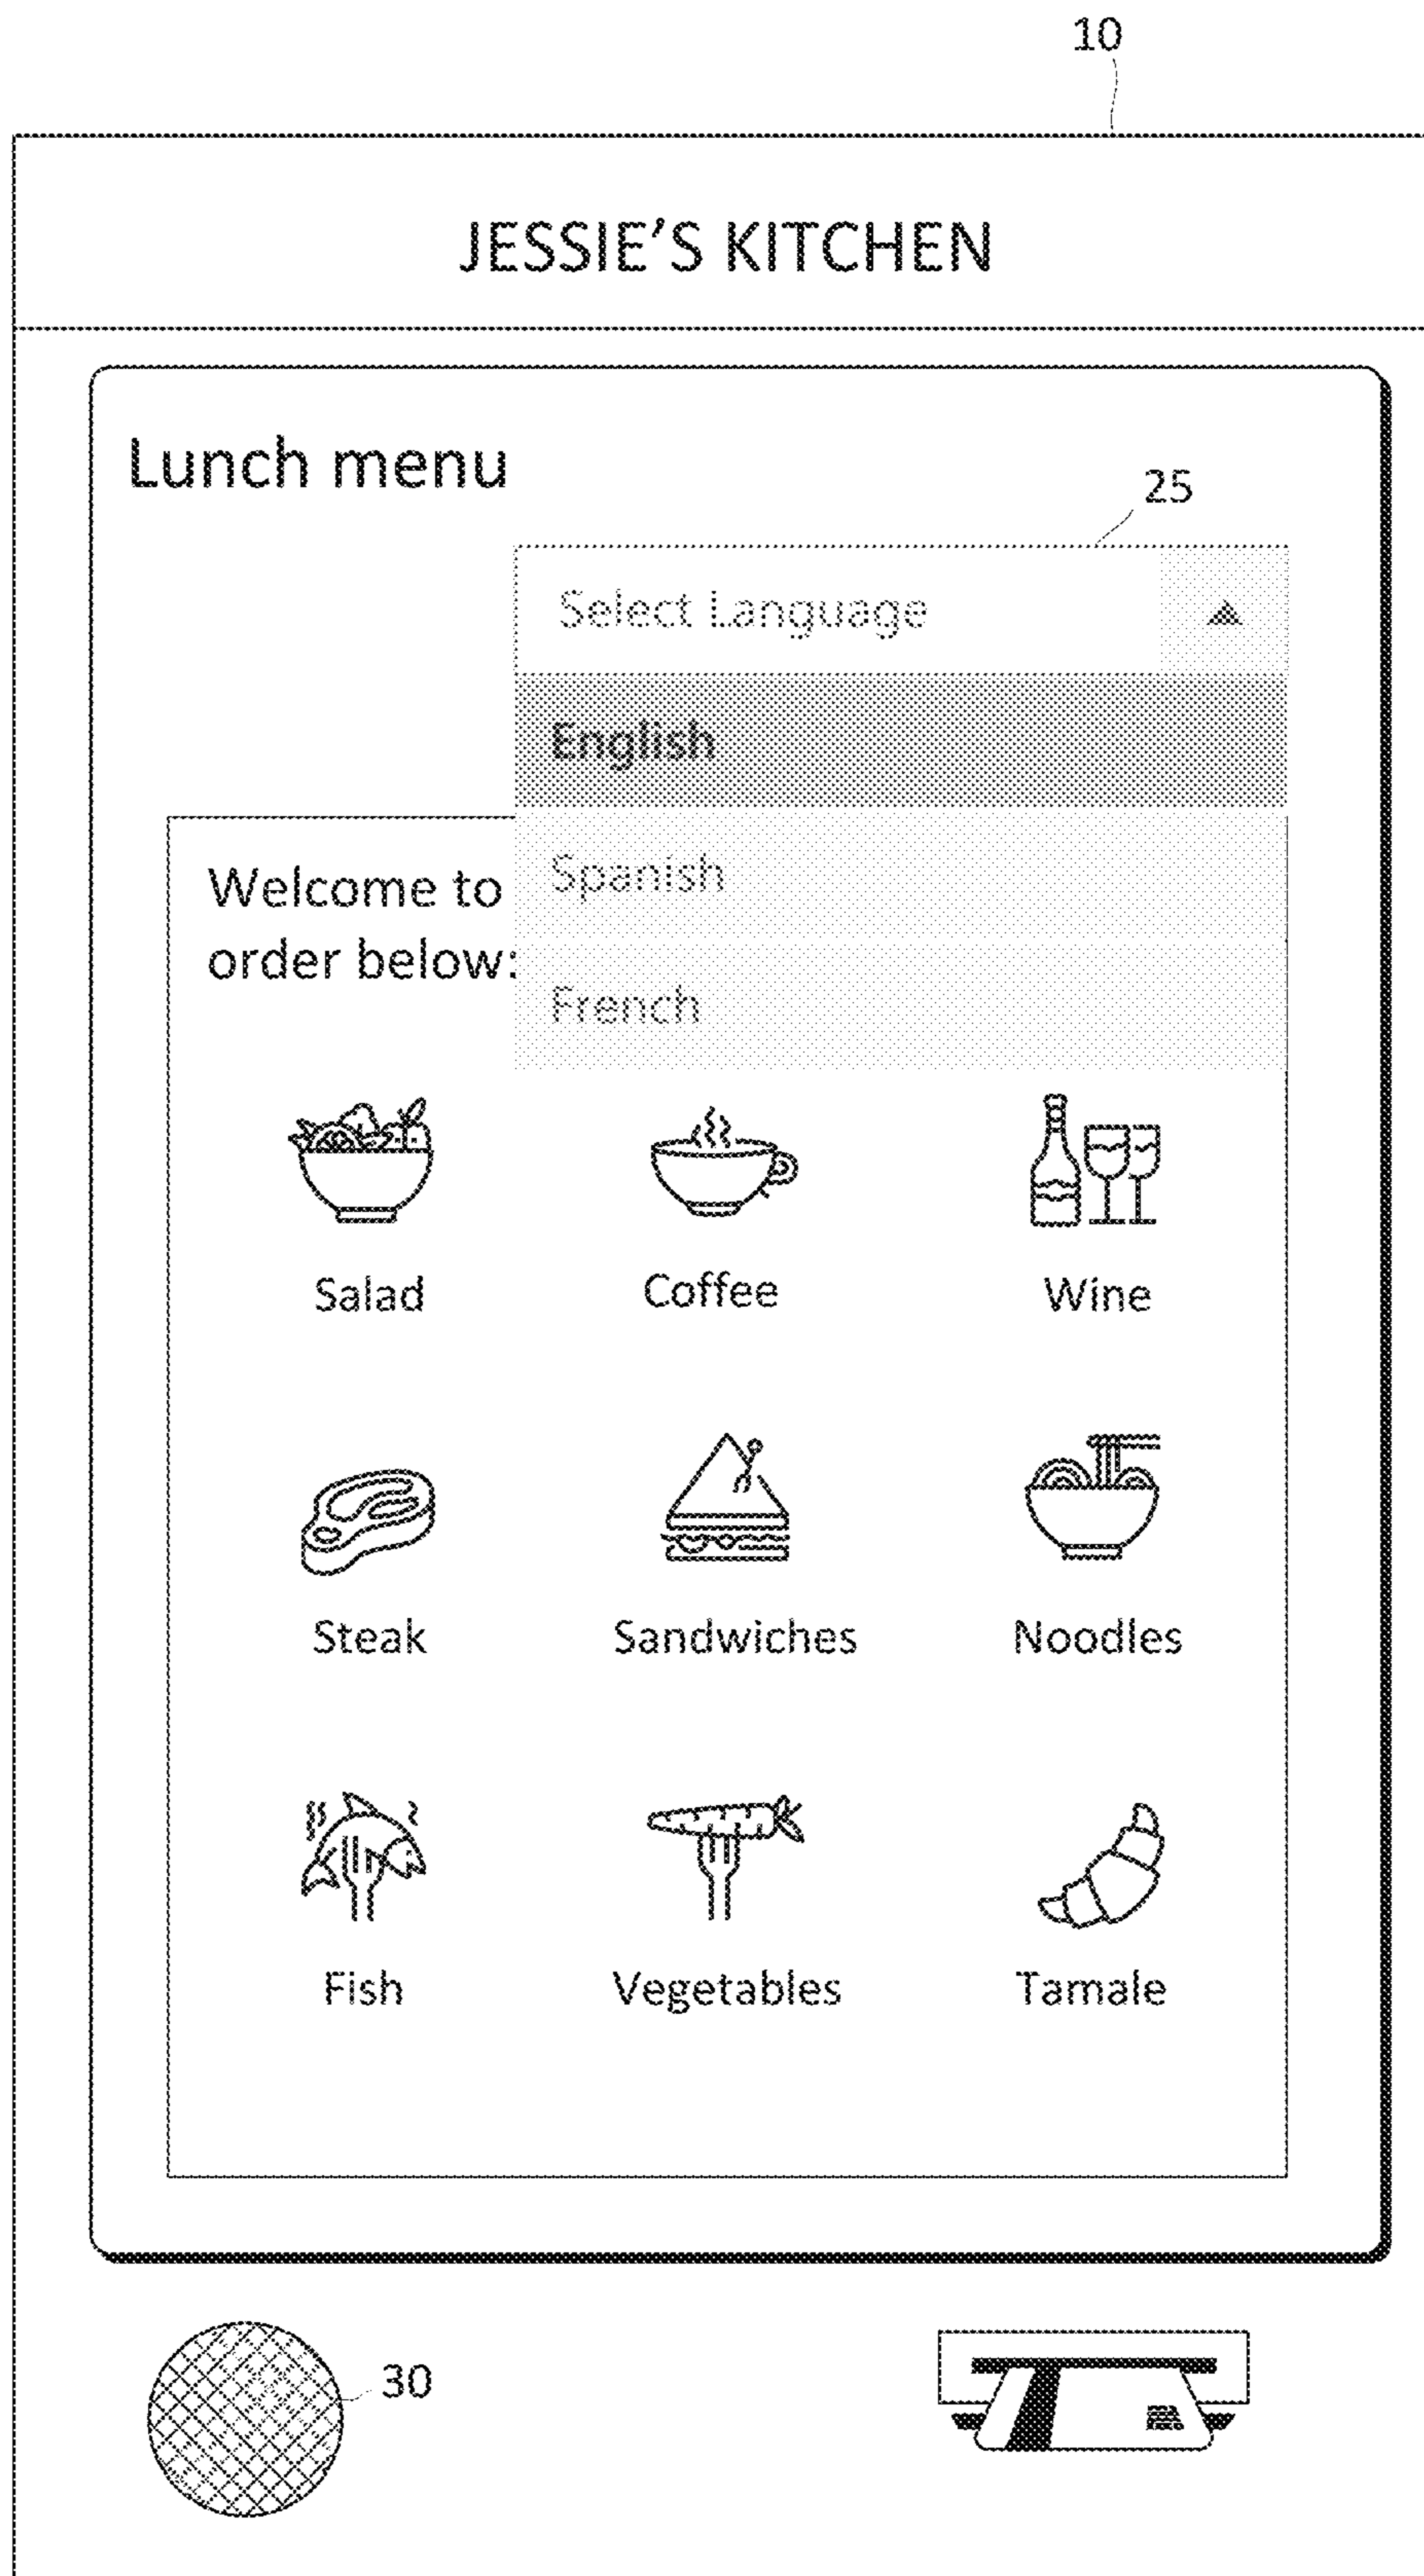 10
JESSIE'S KITCHEN
Lunch menu
25
Select Language
English
Spanish
French
Welcome to
order below:
Salad Coffee Wine
Steak Sandwiches Noodles
Fish Vegetables Tamale
30